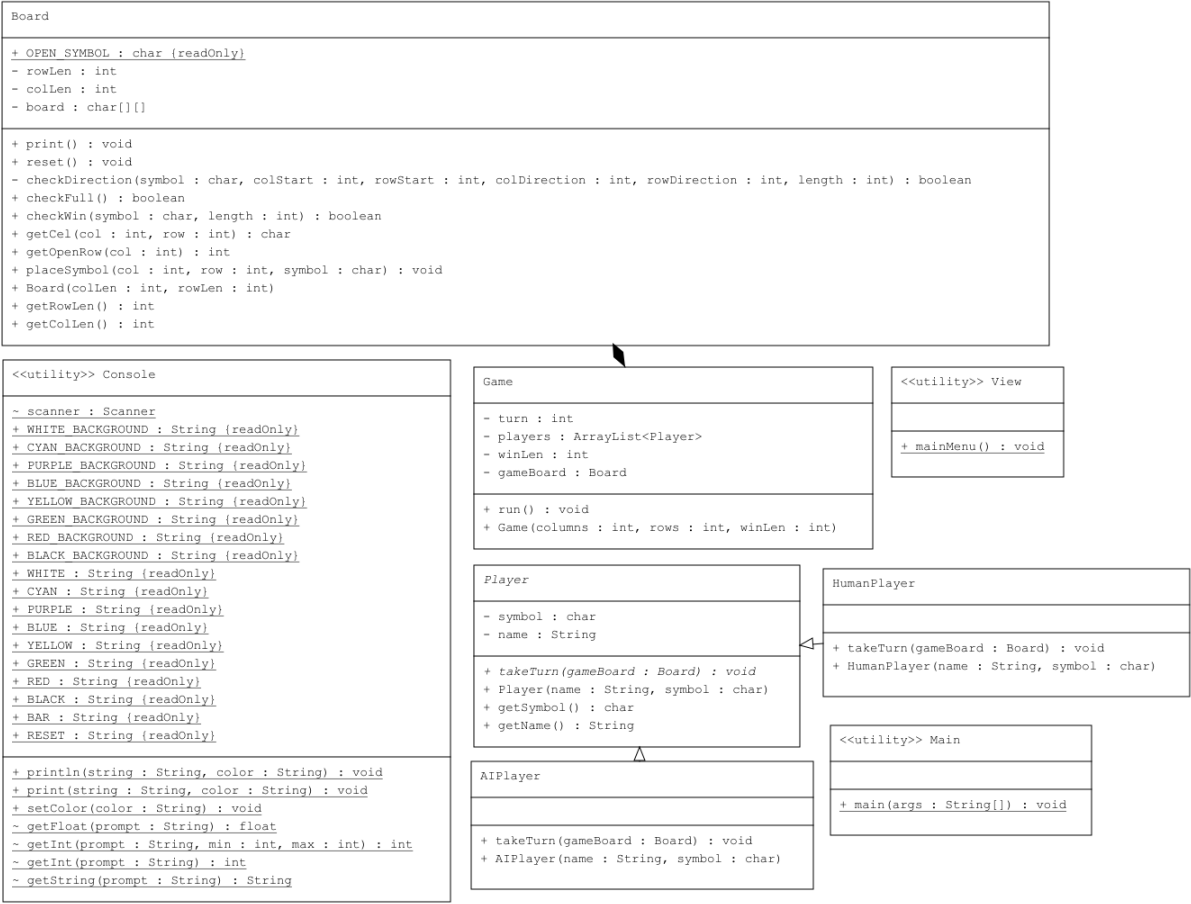 Board
+ OPEN_SYMBOL : char {readOnly}
- rowLen : int
- colLen : int
- board : char[][]
+ print() : void
+ reset() : void
- checkDirection(symbol : char, colStart : int, rowStart : int, colDirection : int, rowDirection : int, length : int) : boolean
+ checkFull() : boolean
+ checkWin(symbol : char, length : int) : boolean
+ getCel(col : int, row : int) : char
+ getOpenRow(col : int) : int
+ placeSymbol(col : int, row : int, symbol : char) : void
+ Board(colLen : int, rowLen : int)
+ getRowLen() : int
+ getColLen() : int
<<utility>> Console
~ scanner : Scanner
+ WHITE_BACKGROUND : String {readOnly}
+ CYAN_BACKGROUND : String {readOnly}
+ PURPLE_BACKGROUND : String {readOnly}
+ BLUE_BACKGROUND : String {readOnly}
+ YELLOW_BACKGROUND : String {readOnly}
+ GREEN_BACKGROUND : String {readOnly}
+ RED_BACKGROUND : String {readOnly}
+ BLACK_BACKGROUND : String {readOnly}
+ WHITE : String {readOnly}
+ CYAN : String {readOnly}
+ PURPLE : String {readOnly}
+ BLUE : String {readOnly}
+ YELLOW : String {readOnly}
+ GREEN : String {readOnly}
+ RED : String {readOnly}
+ BLACK : String {readOnly}
+ BAR : String {readOnly}
+ RESET : String {readOnly}
+ println(string : String, color : String) : void
+ print(string : String, color : String) : void
+ setColor(color : String) : void
~ getFloat(prompt : String) : float
~ getInt(prompt : String, min : int, max : int) : int
~ getInt(prompt : String) : int
~ getString(prompt : String) : String
Game
- turn : int
- players : ArrayList<Player>
- winLen : int
- gameBoard : Board
+ run() : void
+ Game(columns : int, rows : int, winLen : int)
<<utility>> View
+ mainMenu() : void
Player
- symbol : char
- name : String
+ takeTurn(gameBoard : Board) : void
+ Player(name : String, symbol : char)
+ getSymbol() : char
+ getName() : String
HumanPlayer
+ takeTurn(gameBoard : Board) : void
+ HumanPlayer(name : String, symbol : char)
AIPlayer
+ takeTurn(gameBoard : Board) : void
+ AIPlayer(name : String, symbol : char)
<<utility>> Main
+ main(args : String[]) : void